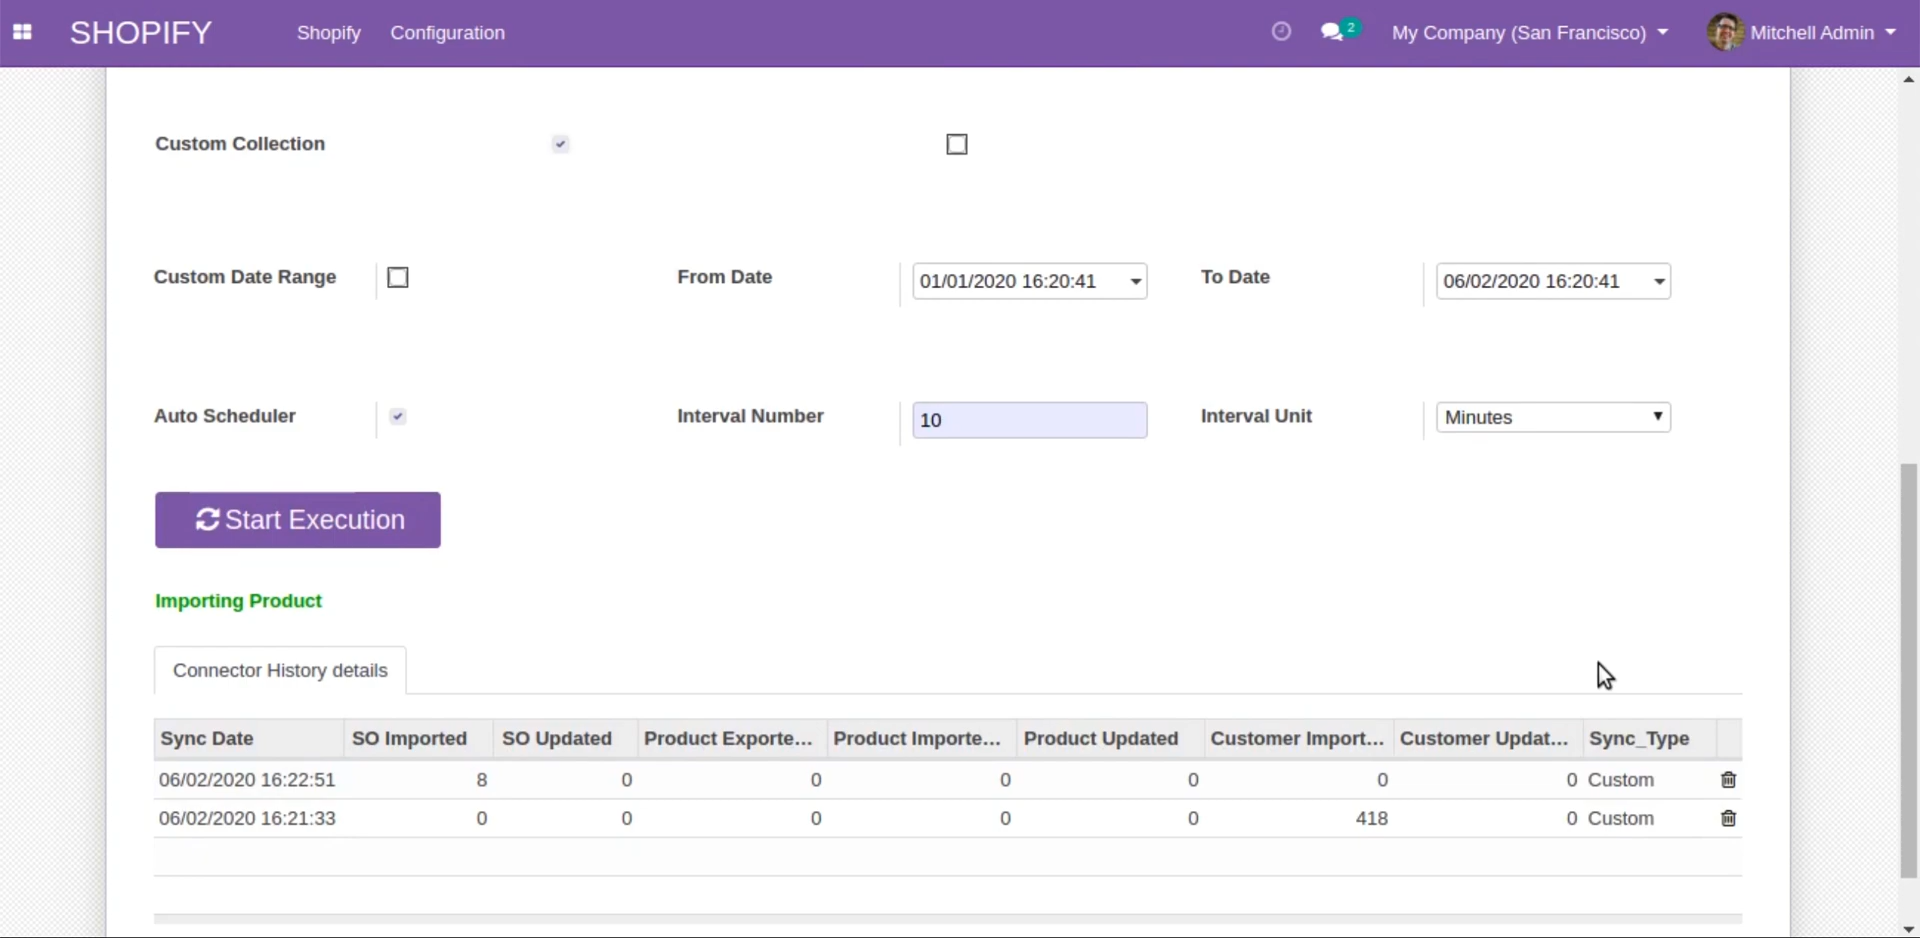 SHOPIFY Shopify Configuration 2 My Company (San Francisco) Mitchell Admin
Custom Collection
Custom Date Range From Date 01/01/2020 16:20:41 To Date 06/02/2020 16:20:41
Auto Scheduler Interval Number 10 Interval Unit Minutes
Start Execution
Importing Product
Connector History details
Sync Date SO Imported SO Updated Product Exporte... Product Importe... Product Updated Customer Import... Customer Updat... Sync_Type
06/02/2020 16:22:51 8 0 0 0 0 0 0 Custom
06/02/2020 16:21:33 0 0 0 0 0 418 0 Custom